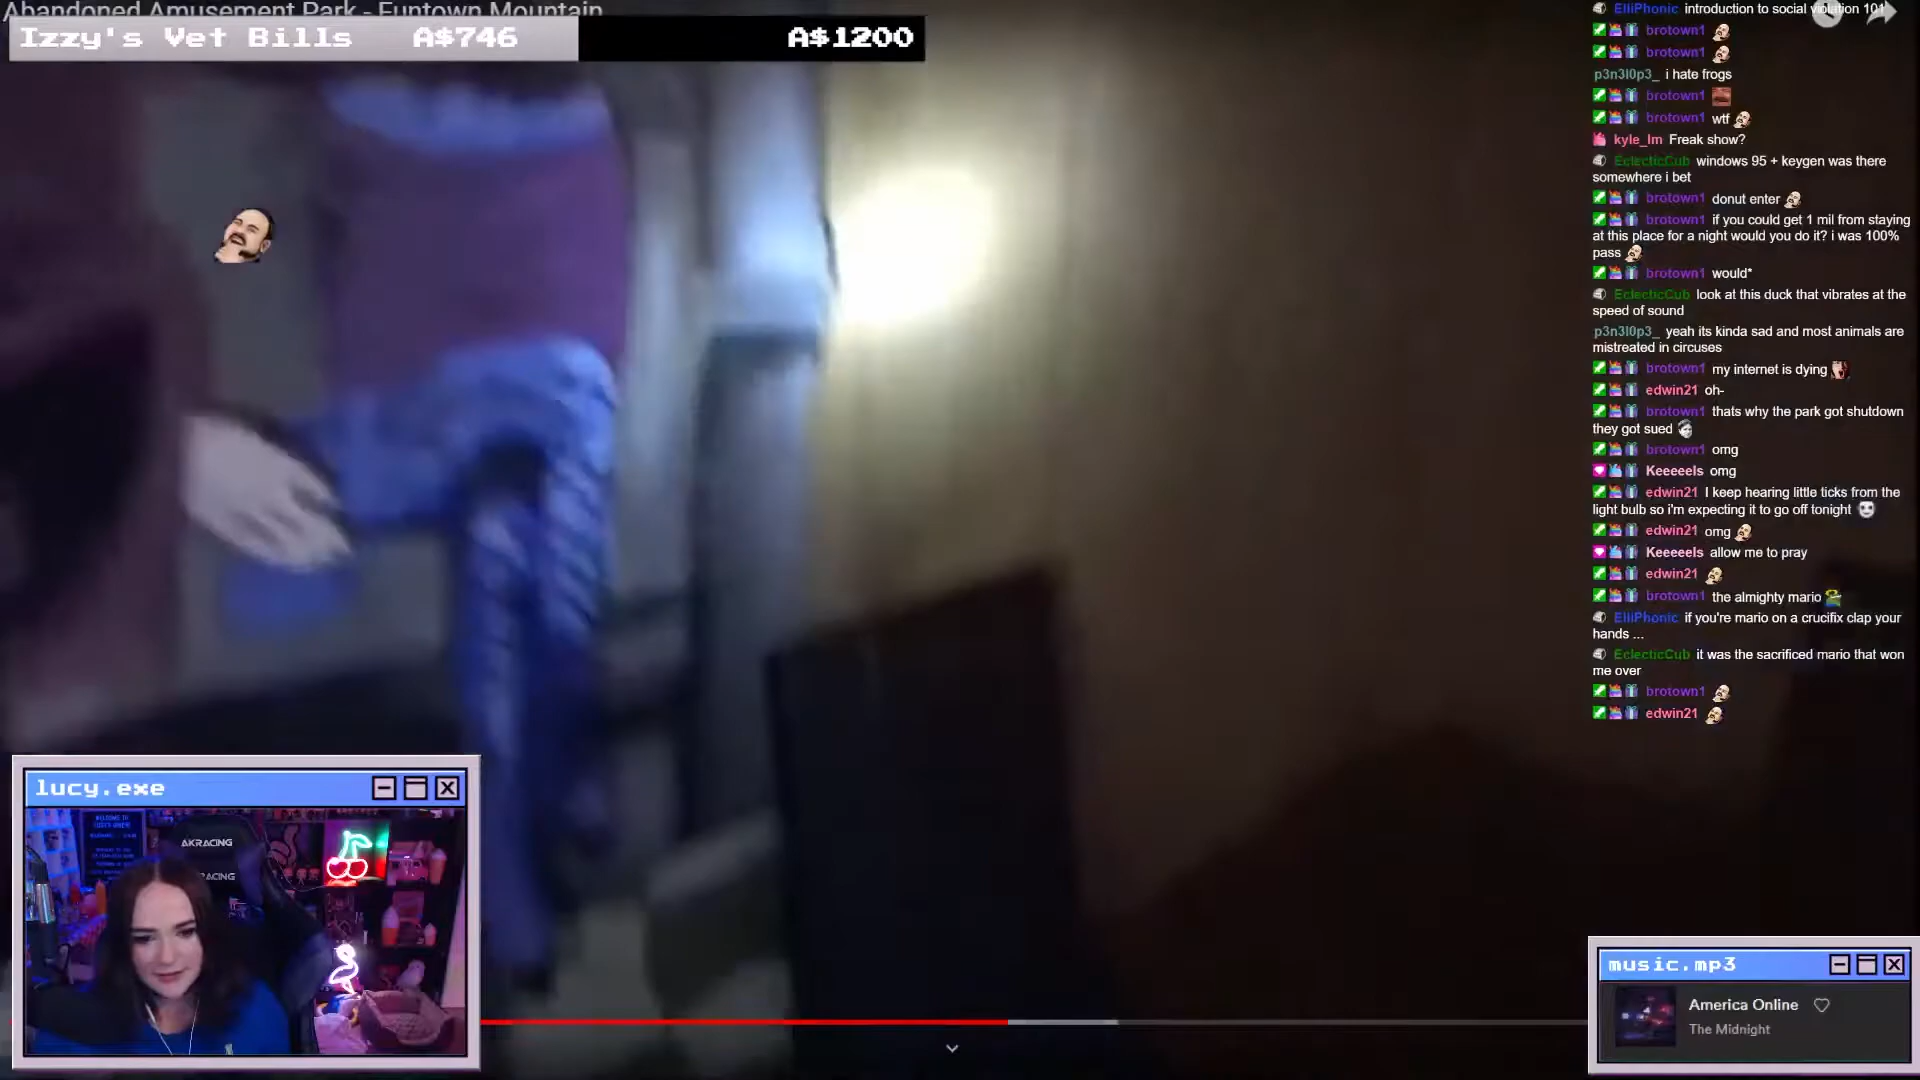 Abandoned Amusement Park - Funtown Mountain
Izzy's Vet Bills A$746 A$1200
ElliPhonic introduction to social violation 101
brotown1
brotown1
p3n3l0p3_ i hate frogs
brotown1
brotown1 wtf
kyle_lm Freak show?
EclecticCub windows 95 + keygen was there
somewhere i bet
brotown1 donut enter
brotown1 if you could get 1 mil from staying
at this place for a night would you do it? i was 100%
pass
brotown1 would*
EclecticCub look at this duck that vibrates at the
speed of sound
p3n3l0p3_ yeah its kinda sad and most animals are
mistreated in circuses
brotown1 my internet is dying
edwin21 oh-
brotown1 thats why the park got shutdown
they got sued
brotown1 omg
Keeeeels omg
edwin21 I keep hearing little ticks from the
light bulb so i'm expecting it to go off tonight
edwin21 omg
Keeeeels allow me to pray
edwin21
brotown1 the almighty mario
ElliPhonic if you're mario on a crucifix clap your
hands ...
EclecticCub it was the sacrificed mario that won
me over
brotown1
edwin21
lucy.exe
AKRACING
music.mp3
America Online
The Midnight